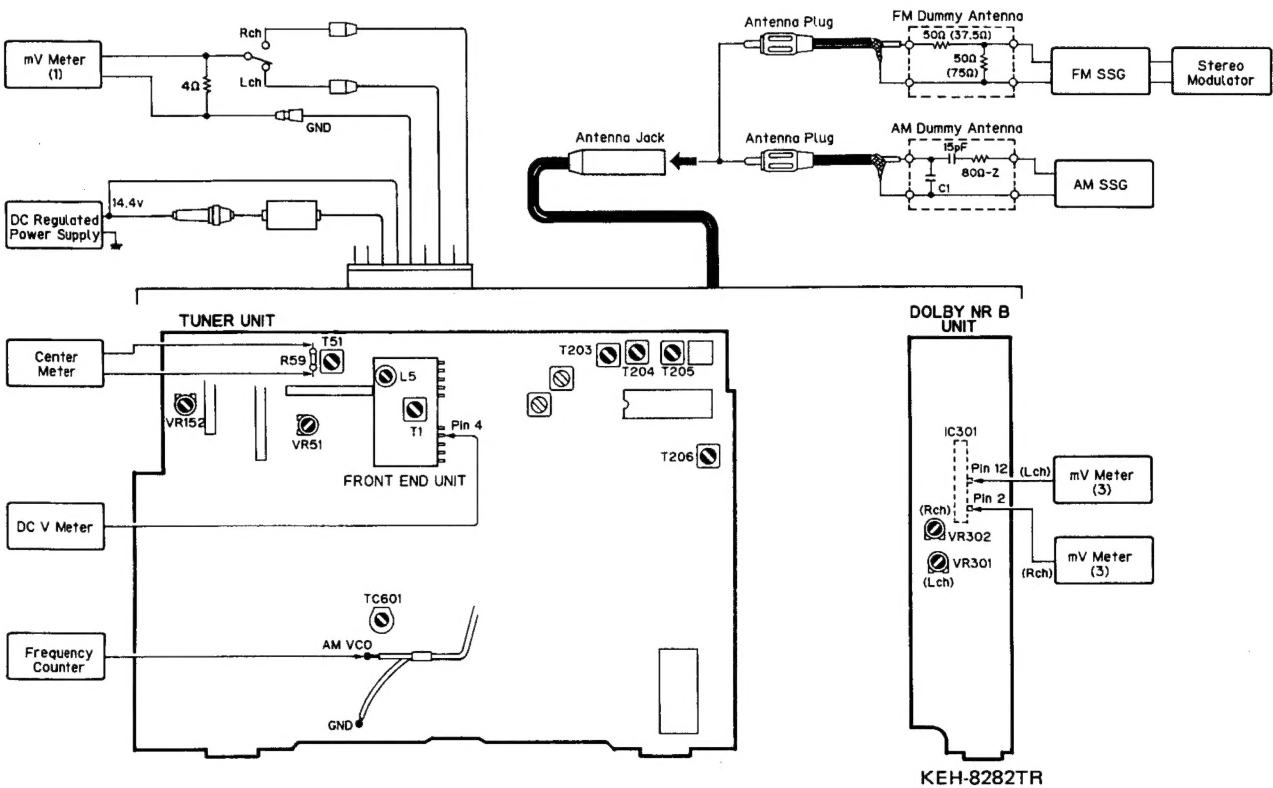 Rch
mV Meter
(1)
4Ω
Lch
GND
Antenna Plug
FM Dummy Antenna
50Ω (37.5Ω)
50Ω
(75Ω)
FM SSG
Stereo
Modulator
Antenna Jack
Antenna Plug
AM Dummy Antenna
15pF
80Ω-Z
C1
AM SSG
14.4v
DC Regulated
Power Supply
TUNER UNIT
DOLBY NR B
UNIT
Center
Meter
R59
T51
L5
T1
Pin 4
VR152
VR51
FRONT END UNIT
T203
T204
T205
T206
DC V Meter
IC301
Pin 12
(Lch)
mV Meter
(3)
Pin 2
(Rch)
VR302
VR301
(Lch)
(Rch)
mV Meter
(3)
TC601
AM VCO
Frequency
Counter
GND
KEH-8282TR